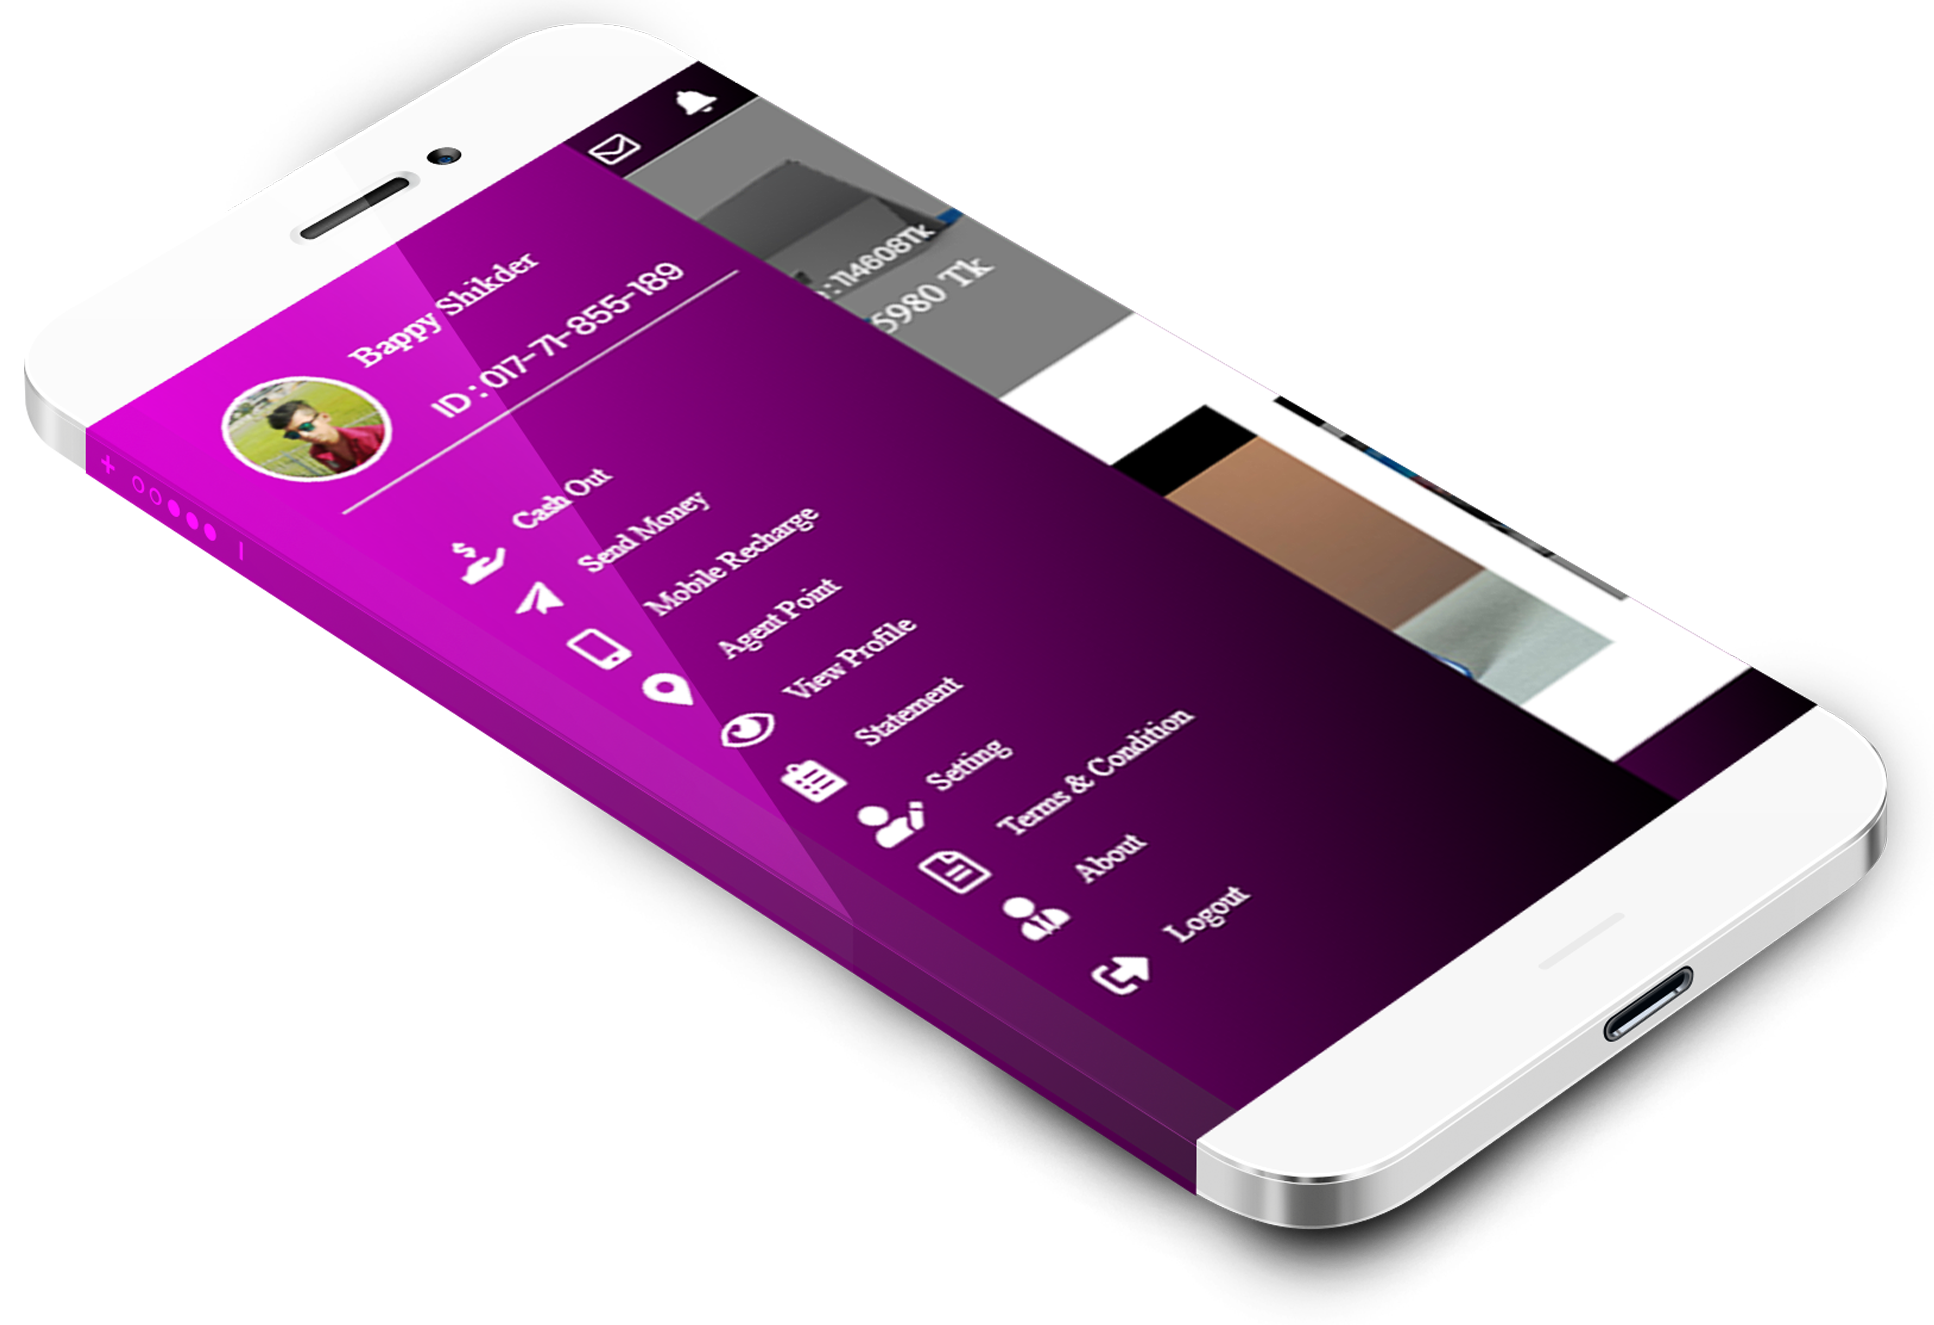 Bappy Shikder
ID : 017-71-855-189
Cash Out
Send Money
Mobile Recharge
Agent Point
View Profile
Statement
Setting
Terms & Condition
About
Logout
: 114608Tk
5980 Tk